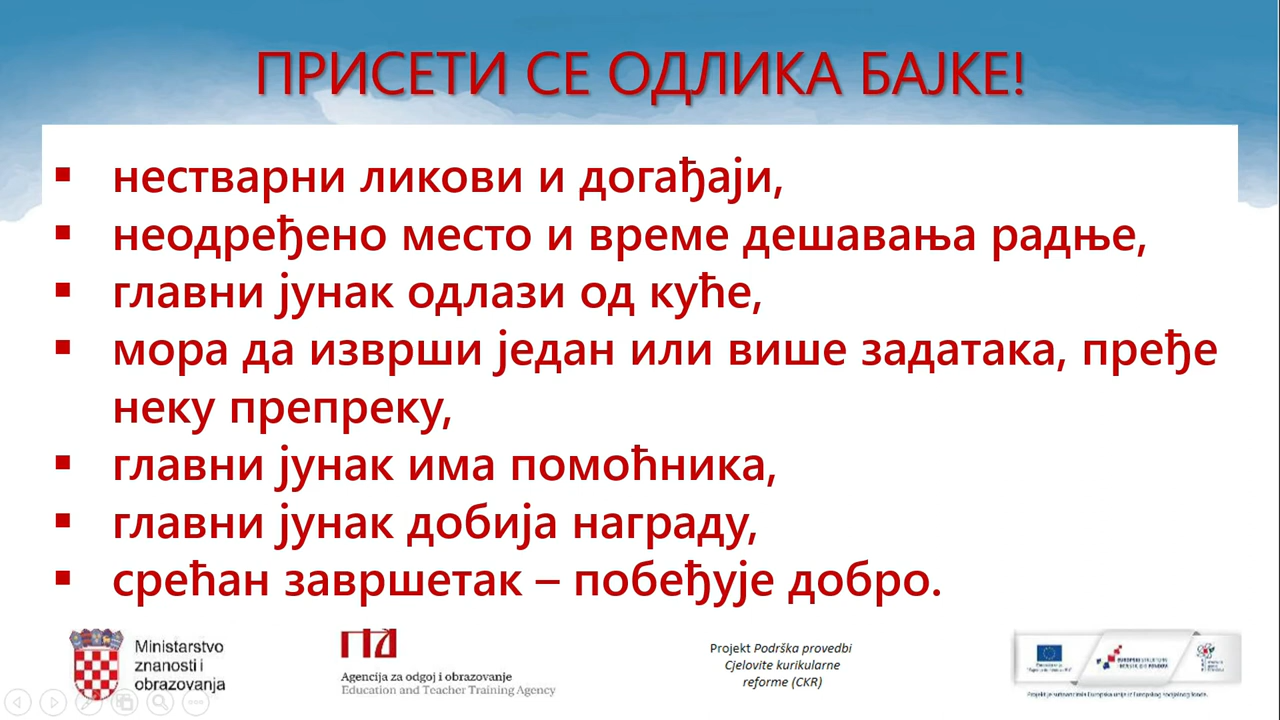 ПРИСЕТИ СЕ ОДЛИКА БАЈКЕ!
▪ нестварни ликови и догађаји,
▪ неодређено место и време дешавања радње,
▪ главни јунак одлази од куће,
▪ мора да изврши један или више задатака, пређе
неку препреку,
▪ главни јунак има помоћника,
▪ главни јунак добија награду,
▪ срећан завршетак – побеђује добро.
Ministarstvo
znanosti i
obrazovanja
Agencija za odgoj i obrazovanje
Education and Teacher Training Agency
Projekt Podrška provedbi
Cjelovite kurikularne
reforme (CKR)